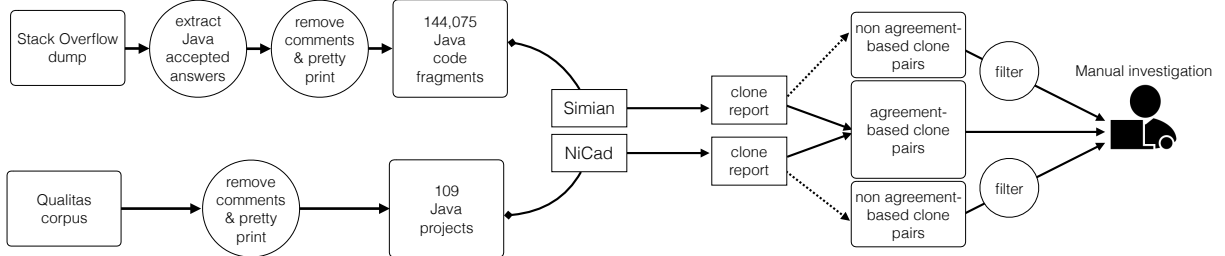 Stack Overflow
dump
extract
Java
accepted
answers
remove
comments
& pretty
print
144,075
Java
code
fragments
Simian
clone
report
non agreement-
based clone
pairs
filter
Manual investigation
agreement-
based clone
pairs
NiCad
clone
report
Qualitas
corpus
remove
comments
& pretty
print
109
Java
projects
non agreement-
based clone
pairs
filter